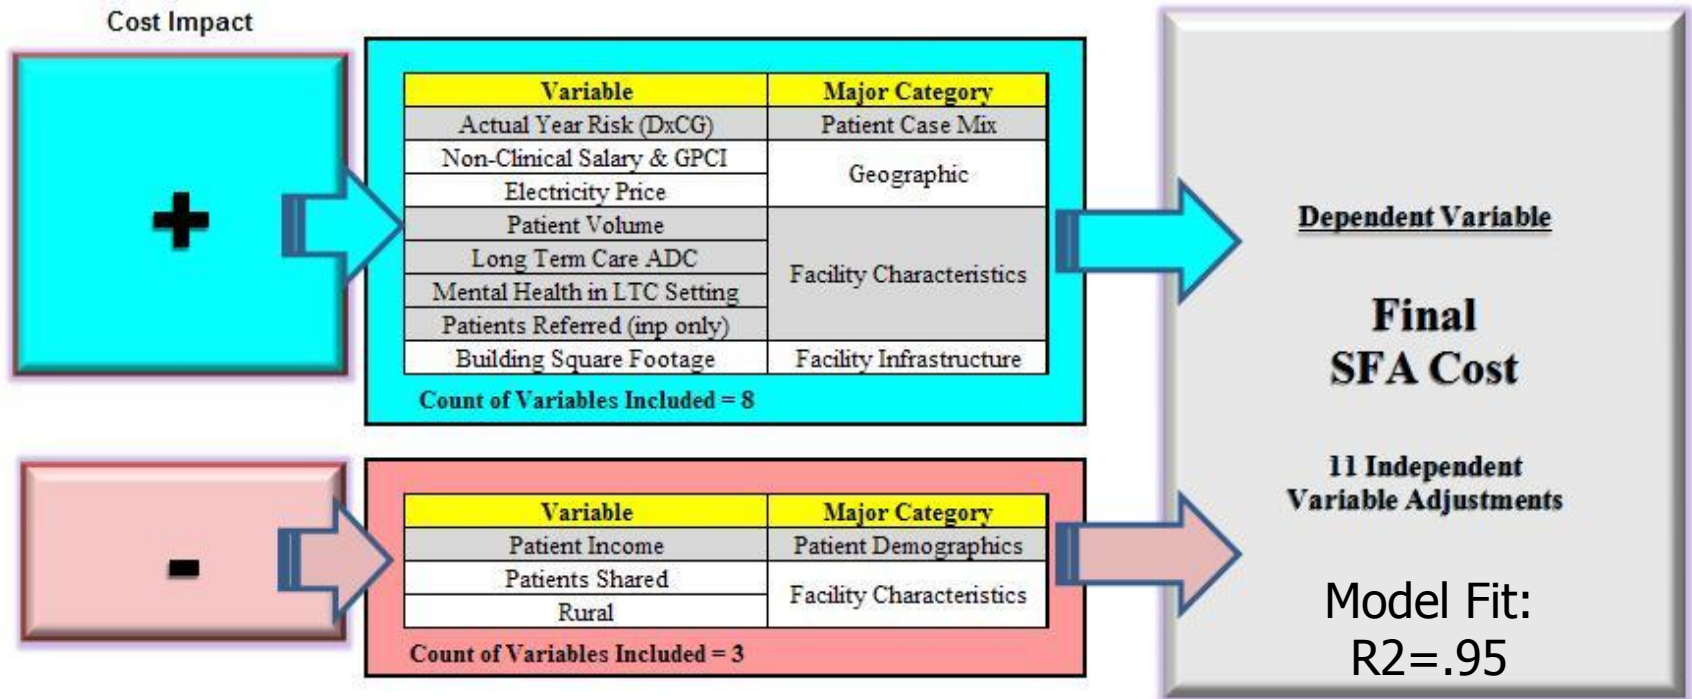 Cost Impact
+
Variable Major Category
Actual Year Risk (DxCG) Patient Case Mix
Non-Clinical Salary & GPCI
Geographic
Electricity Price
Patient Volume
Long Term Care ADC
Facility Characteristics
Mental Health in LTC Setting
Patients Referred (inp only)
Building Square Footage Facility Infrastructure
Count of Variables Included = 8
-
Variable Major Category
Patient Income Patient Demographics
Patients Shared
Facility Characteristics
Rural
Count of Variables Included = 3
Dependent Variable
Final
SFA Cost
11 Independent
Variable Adjustments
Model Fit:
R2=.95